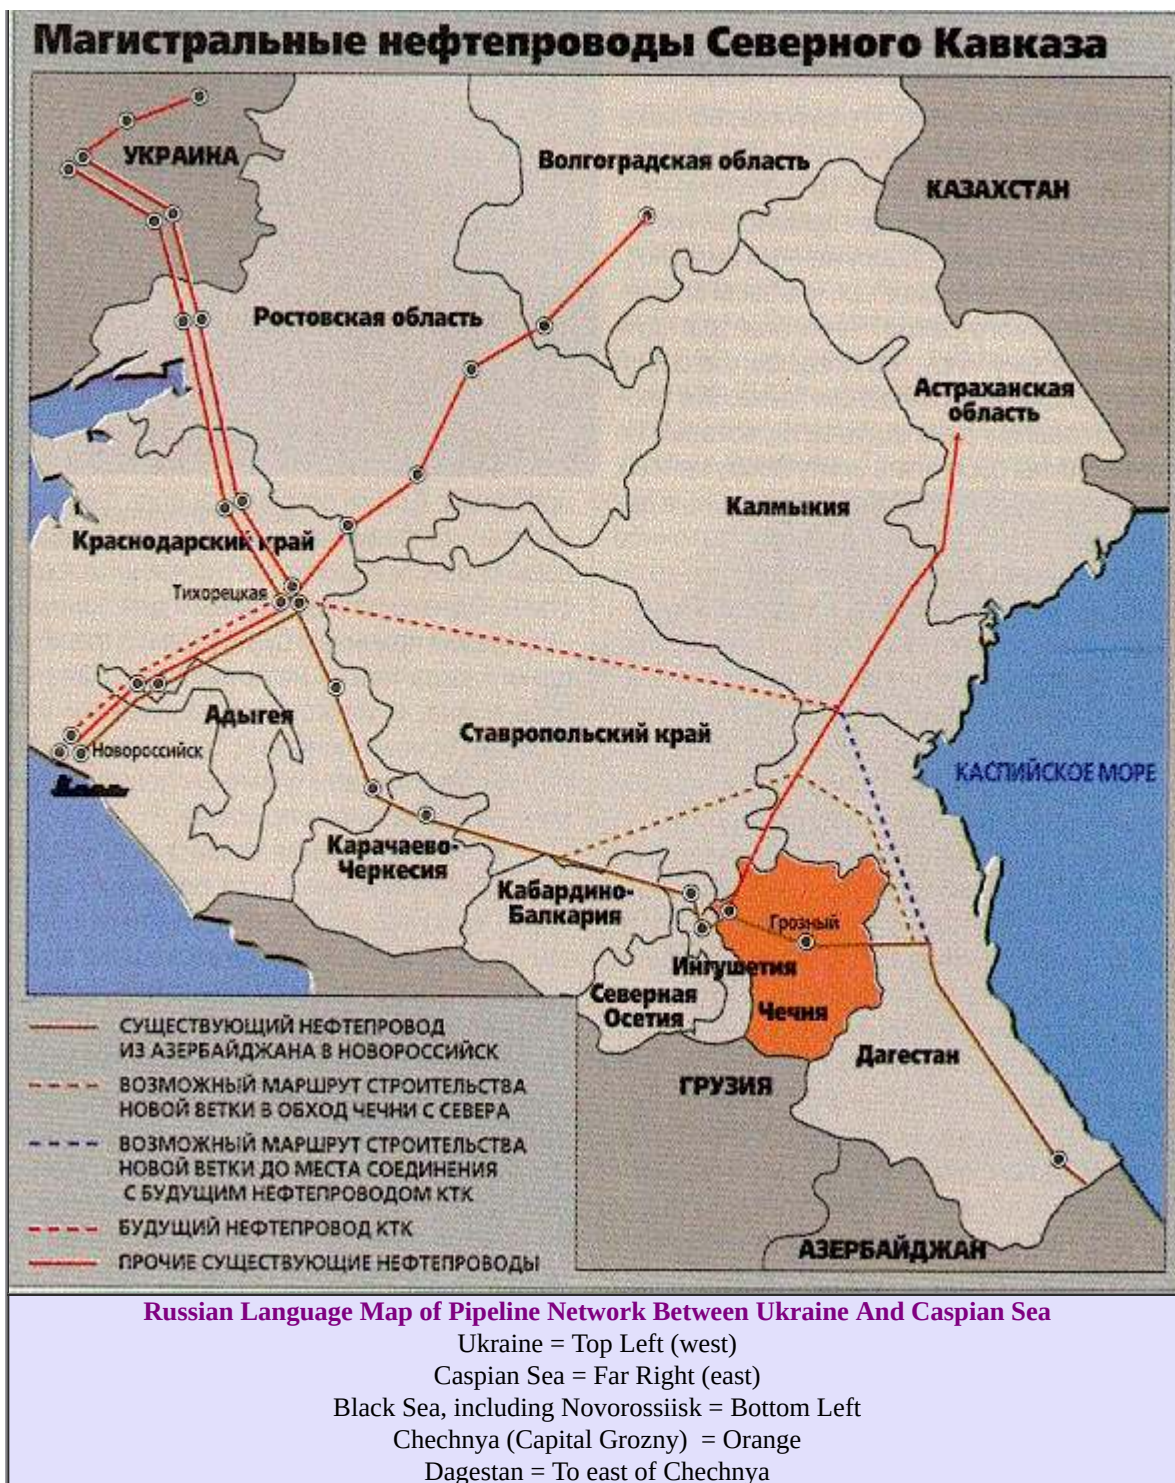 Магистральные нефтепроводы Северного Кавказа
УКРАИНА
Волгоградская область
КАЗАХСТАН
Ростовская область
Астраханская
область
Калмыкия
Краснодарский край
Тихорецкая
Адыгея
Ставропольский край
Новороссийск
КАСПИЙСКОЕ МОРЕ
Карачаево-
Черкесия
Кабардино-
Балкария
Грозный
Ингушетия
Северная
Осетия
Чечня
Дагестан
ГРУЗИЯ
АЗЕРБАЙДЖАН
СУЩЕСТВУЮЩИЙ НЕФТЕПРОВОД
ИЗ АЗЕРБАЙДЖАНА В НОВОРОССИЙСК
ВОЗМОЖНЫЙ МАРШРУТ СТРОИТЕЛЬСТВА
НОВОЙ ВЕТКИ В ОБХОД ЧЕЧНИ С СЕВЕРА
ВОЗМОЖНЫЙ МАРШРУТ СТРОИТЕЛЬСТВА
НОВОЙ ВЕТКИ ДО МЕСТА СОЕДИНЕНИЯ
С БУДУЩИМ НЕФТЕПРОВОДОМ КТК
БУДУЩИЙ НЕФТЕПРОВОД КТК
ПРОЧИЕ СУЩЕСТВУЮЩИЕ НЕФТЕПРОВОДЫ
Russian Language Map of Pipeline Network Between Ukraine And Caspian Sea
Ukraine = Top Left (west)
Caspian Sea = Far Right (east)
Black Sea, including Novorossiisk = Bottom Left
Chechnya (Capital Grozny) = Orange
Dagestan = To east of Chechnya